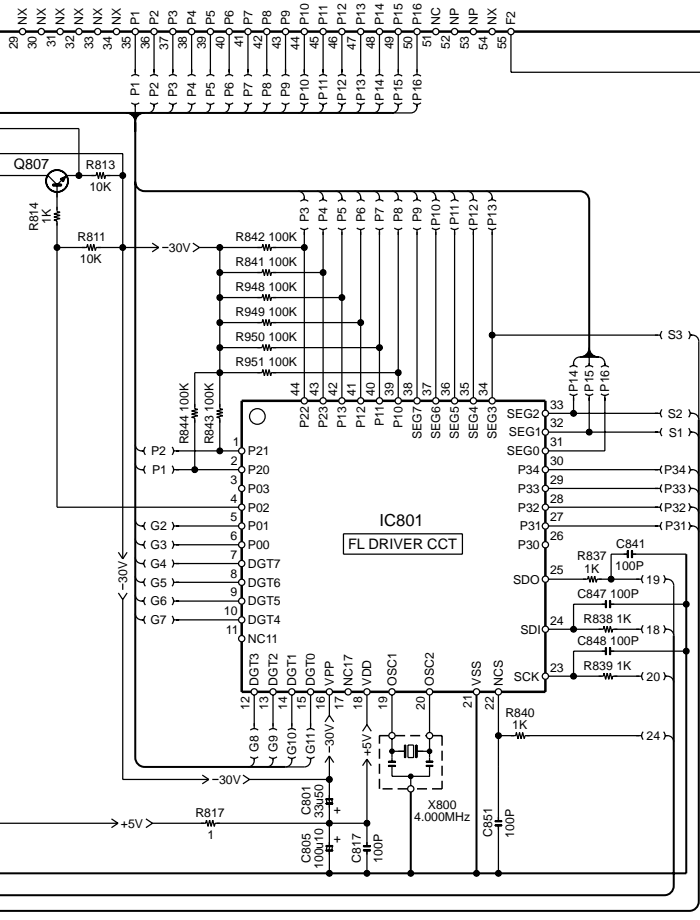 NX NX NX NX NX NX P1 P2 P3 P4 P5 P6 P7 P8 P9 P10 P11 P12 P13 P14 P15 P16 NC NP NP NX F2
29 30 31 32 33 34 35 36 37 38 39 40 41 42 43 44 45 46 47 48 49 50 51 52 53 54 55
P1 P2 P3 P4 P5 P6 P7 P8 P9 P10 P11 P12 P13 P14 P15 P16
Q807
R813
10K
R814
1K
R811
10K
-30V
R842 100K
R841 100K
R948 100K
R949 100K
R950 100K
R951 100K
R844 100K
R843 100K
P3 P4 P5 P6 P7 P8 P9 P10 P11 P12 P13
S3
P14 P15 P16
44 43 42 41 40 39 38 37 36 35 34
P22 P23 P13 P12 P11 P10 SEG7 SEG6 SEG5 SEG4 SEG3
P2 1 P21
P1 2 P20
3 P03
4 P02
G2 5 P01
G3 6 P00
G4 7 DGT7
G5 8 DGT6
G6 9 DGT5
G7 10 DGT4
11 NC11
-30V
IC801
FL DRIVER CCT
SEG2 33 S2
SEG1 32 S1
SEG0 31
P34 30 P34
P33 29 P33
P32 28 P32
P31 27 P31
P30 26
SDO 25 R837 1K 19
C841
100P
C847 100P
SDI 24 R838 1K 18
C848 100P
SCK 23 R839 1K 20
DGT3 DGT2 DGT1 DGT0 VPP NC17 VDD OSC1 OSC2 VSS NCS
12 13 14 15 16 17 18 19 20 21 22
G8 G9 G10 G11
-30V
+5V
R840
1K
24
X800
4.000MHz
-30V
C801
33u50
+
+5V
R817
1
C805
100u10
+
C817
100P
C851
100P